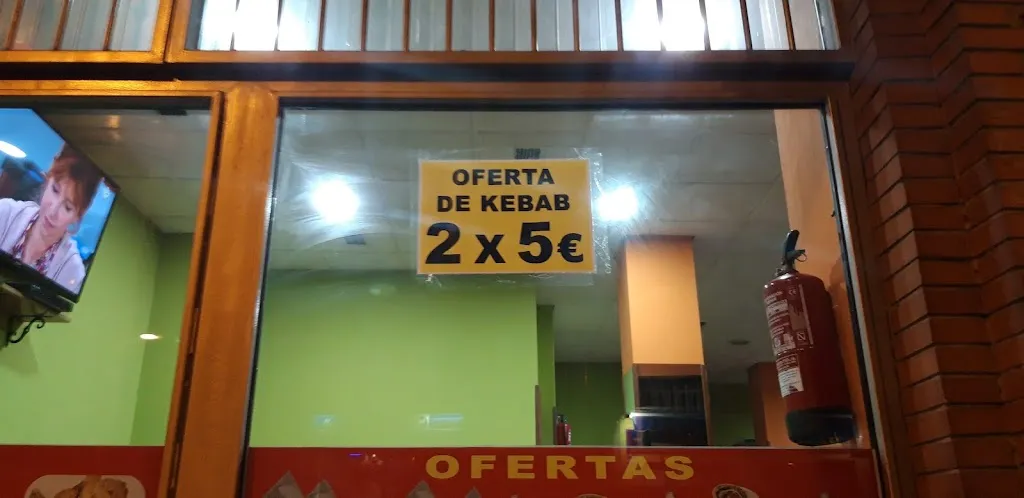 OFERTA
DE KEBAB
2 X 5€
OFERTAS